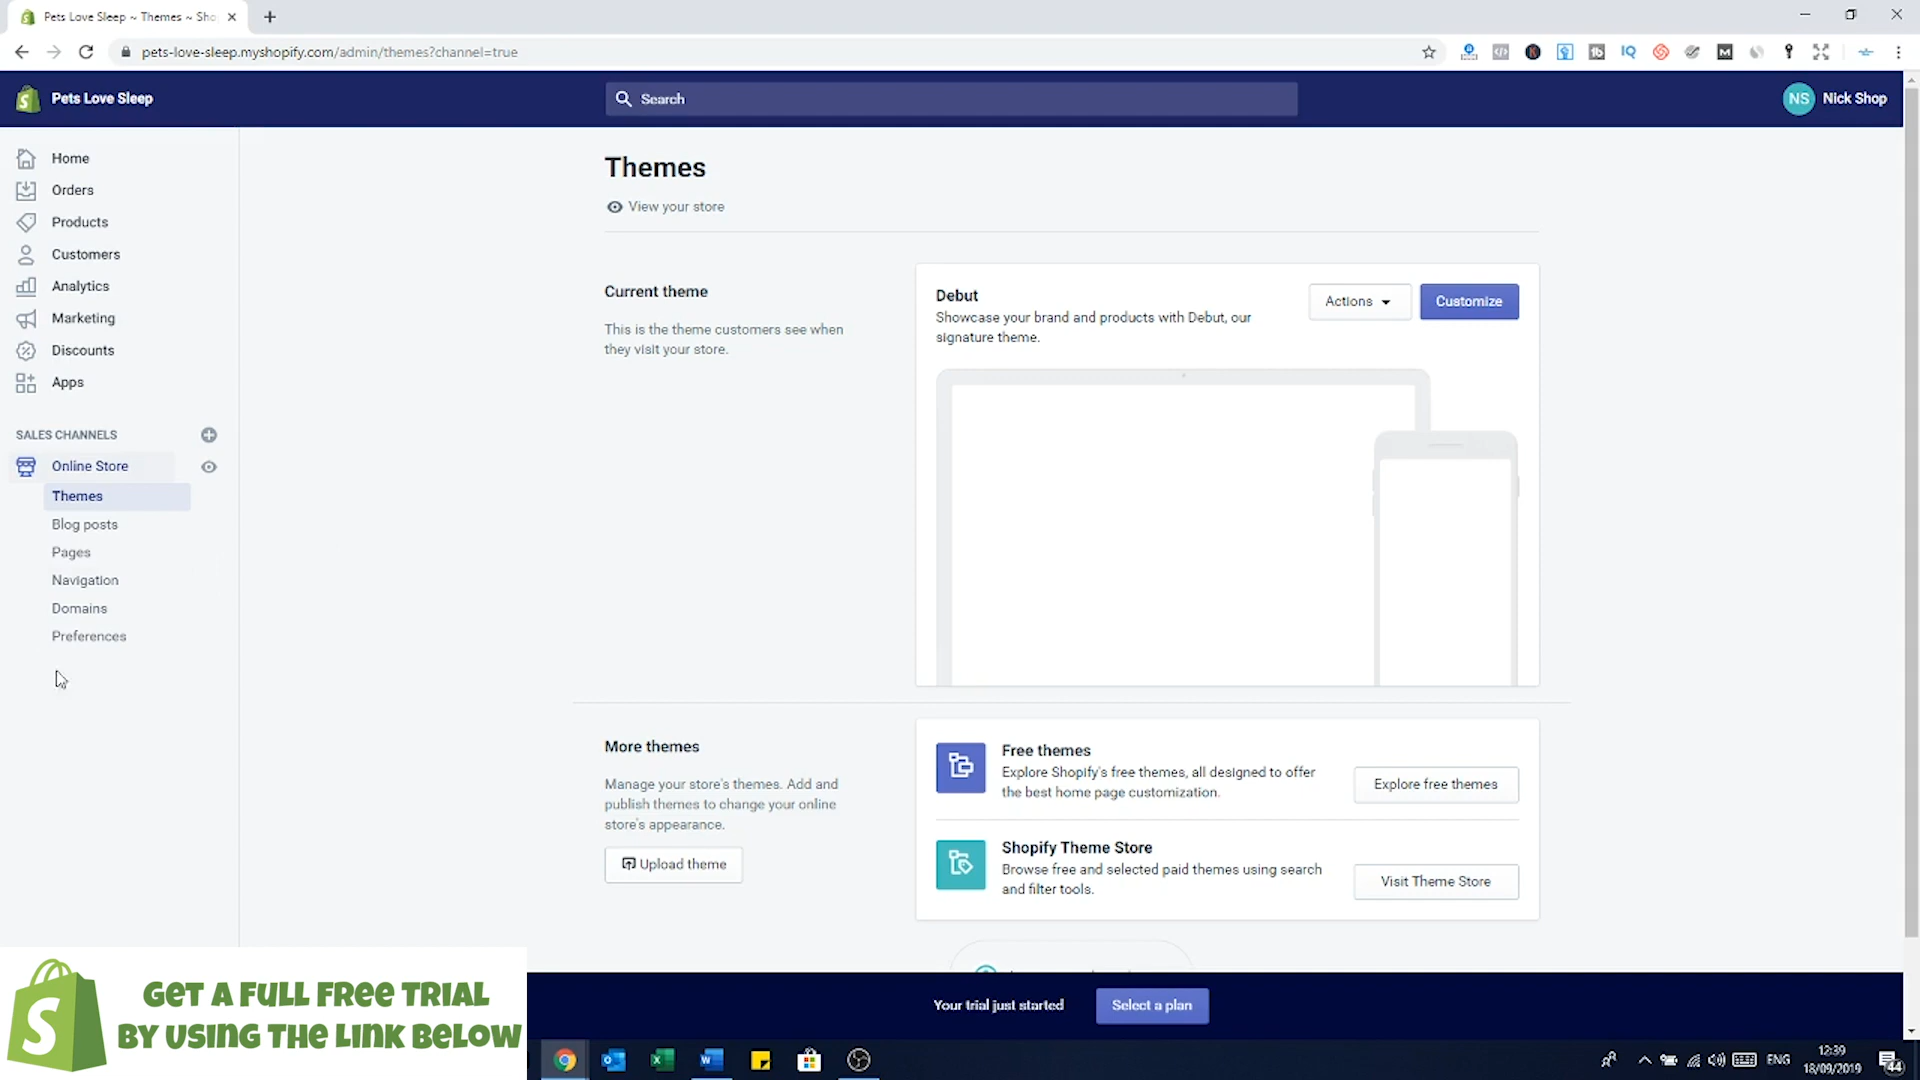 Pets Love Sleep ~ Themes ~ Sho
pets-love-sleep.myshopify.com/admin/themes?channel=true
Pets Love Sleep
Search
NS
Nick Shop
Home
Orders
Products
Customers
Analytics
Marketing
Discounts
Apps
SALES CHANNELS
Online Store
Themes
Blog posts
Pages
Navigation
Domains
Preferences
Themes
View your store
Current theme
This is the theme customers see when
they visit your store.
Debut
Showcase your brand and products with Debut, our
signature theme.
Actions
Customize
More themes
Manage your store's themes. Add and
publish themes to change your online
store's appearance.
Upload theme
Free themes
Explore Shopify's free themes, all designed to offer
the best home page customization.
Explore free themes
Shopify Theme Store
Browse free and selected paid themes using search
and filter tools.
Visit Theme Store
Your trial just started
Select a plan
GET A FULL FREE TRIAL
BY USING THE LINK BELOW
ENG
12:39
18/09/2019
44